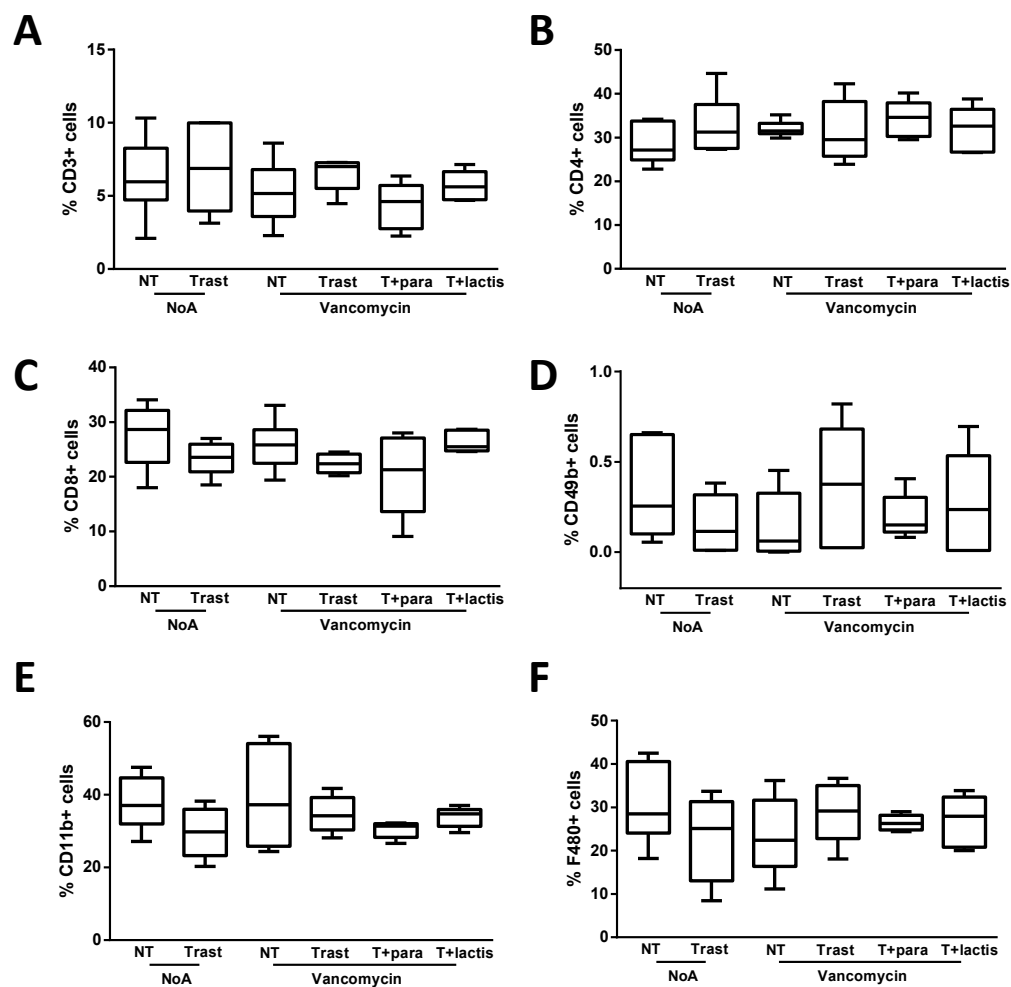 A
15
10
5
0
% CD3+ cells
NT Trast NT Trast T+para T+lactis
NoA Vancomycin
B
50
40
30
20
10
0
% CD4+ cells
NT Trast NT Trast T+para T+lactis
NoA Vancomycin
C
40
30
20
10
0
% CD8+ cells
NT Trast NT Trast T+para T+lactis
NoA Vancomycin
D
1.0
0.5
0.0
% CD49b+ cells
NT Trast NT Trast T+para T+lactis
NoA Vancomycin
E
60
40
20
0
% CD11b+ cells
NT Trast NT Trast T+para T+lactis
NoA Vancomycin
F
50
40
30
20
10
0
% F480+ cells
NT Trast NT Trast T+para T+lactis
NoA Vancomycin